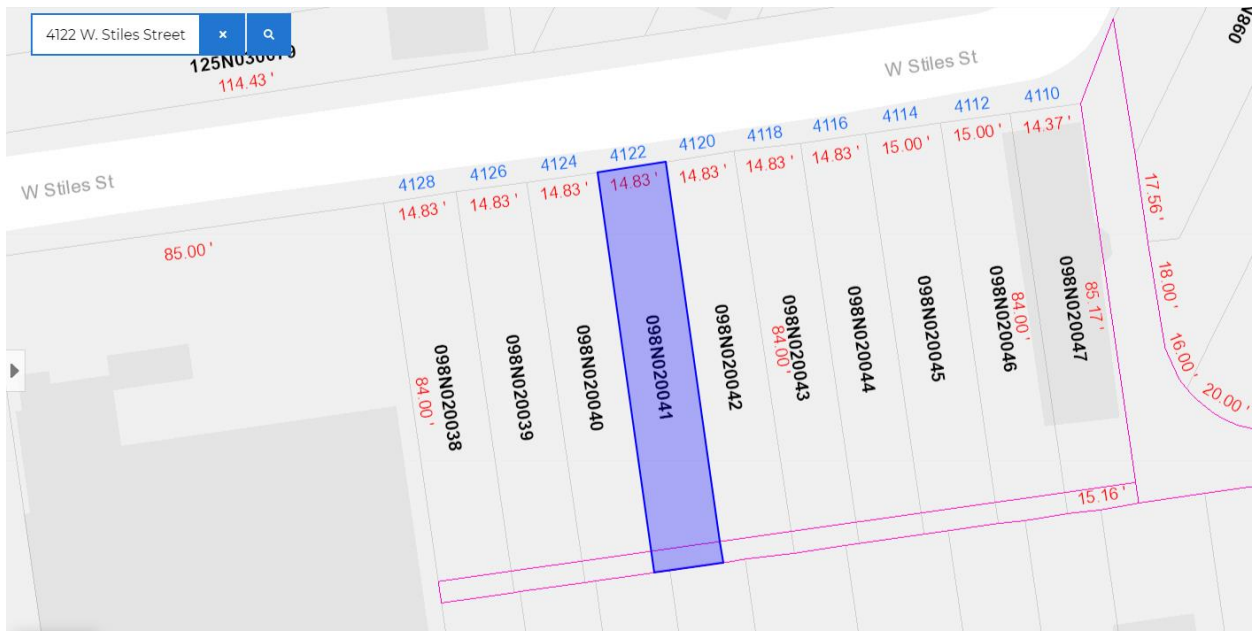 4122 W. Stiles Street
114.43 '
W Stiles St
W Stiles St
4128
4126
4124
4122
4120
4118
4116
4114
4112
4110
14.83 '
14.83 '
14.83 '
14.83 '
14.83 '
14.83 '
14.83 '
15.00 '
15.00 '
14.37 '
85.00 '
17.56 '
18.00 '
16.00 '
20.00 '
098N020038
84.00 '
098N020039
098N020040
098N020041
098N020042
098N020043
84.00 '
098N020044
098N020045
098N020046
84.00 '
098N020047
85.17 '
15.16 '